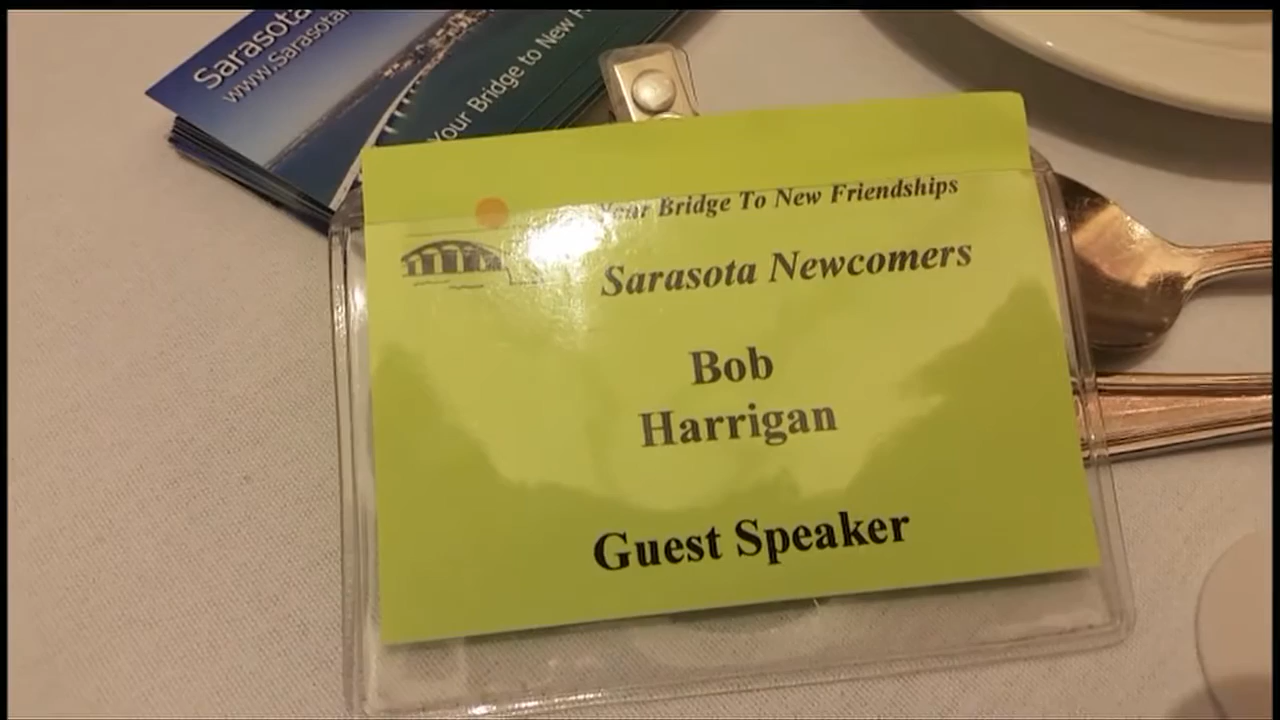 Sarasota
www.Sarasota
Your Bridge to New
Your Bridge To New Friendships
Sarasota Newcomers
Bob
Harrigan
Guest Speaker